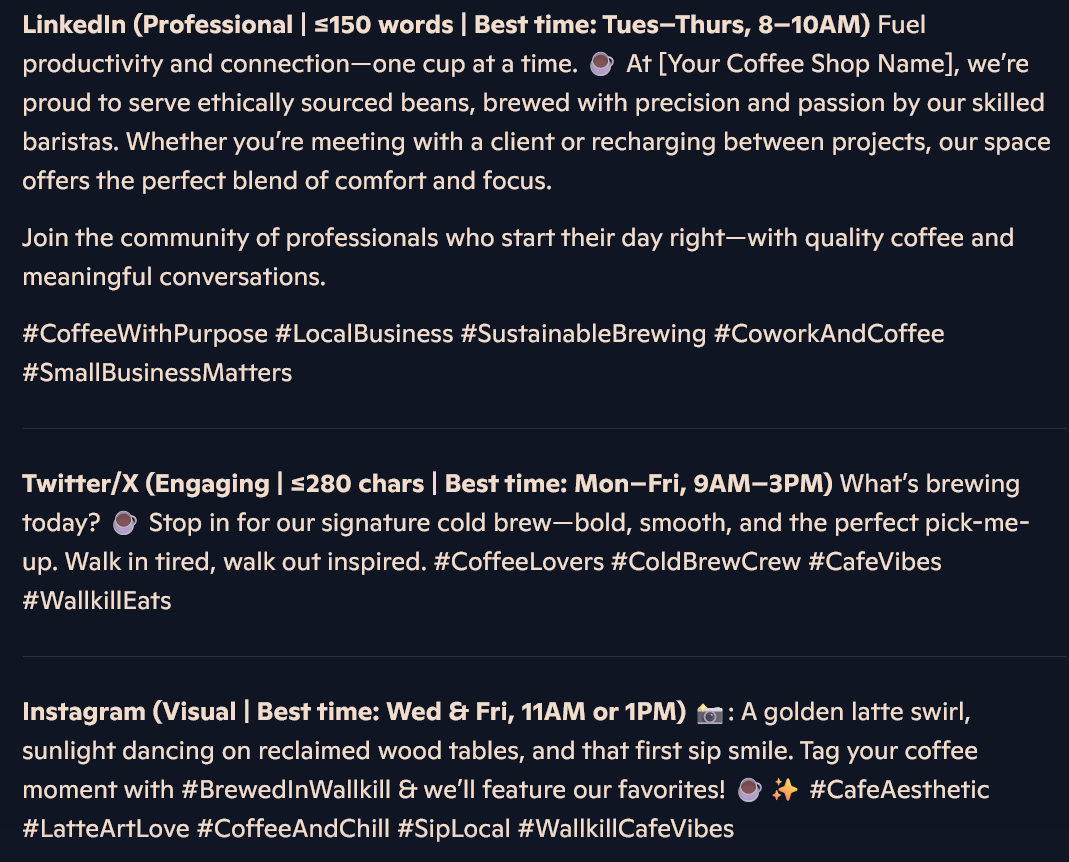 LinkedIn (Professional | ≤150 words | Best time: Tues–Thurs, 8–10AM) Fuel
productivity and connection—one cup at a time. ☕ At [Your Coffee Shop Name], we’re
proud to serve ethically sourced beans, brewed with precision and passion by our skilled
baristas. Whether you’re meeting with a client or recharging between projects, our space
offers the perfect blend of comfort and focus.
Join the community of professionals who start their day right—with quality coffee and
meaningful conversations.
#CoffeeWithPurpose #LocalBusiness #SustainableBrewing #CoworkAndCoffee
#SmallBusinessMatters
Twitter/X (Engaging | ≤280 chars | Best time: Mon–Fri, 9AM–3PM) What’s brewing
today? ☕ Stop in for our signature cold brew—bold, smooth, and the perfect pick-me-
up. Walk in tired, walk out inspired. #CoffeeLovers #ColdBrewCrew #CafeVibes
#WallkillEats
Instagram (Visual | Best time: Wed & Fri, 11AM or 1PM) 📸: A golden latte swirl,
sunlight dancing on reclaimed wood tables, and that first sip smile. Tag your coffee
moment with #BrewedInWallkill & we’ll feature our favorites! ☕✨ #CafeAesthetic
#LatteArtLove #CoffeeAndChill #SipLocal #WallkillCafeVibes